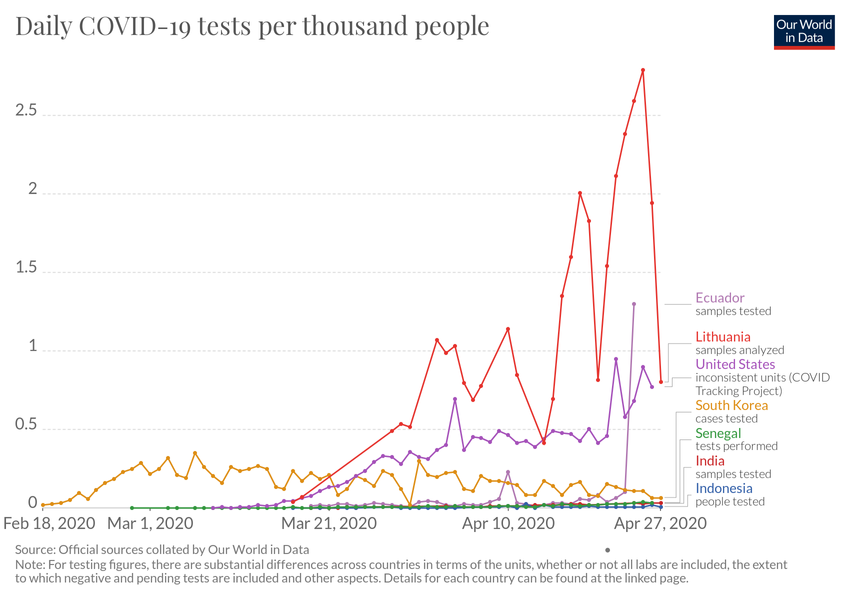 Daily COVID-19 tests per thousand people
Our World
in Data
2.5
2
1.5
1
0.5
0
Ecuador
samples tested
Lithuania
samples analyzed
United States
inconsistent units (COVID
Tracking Project)
South Korea
cases tested
Senegal
tests performed
India
samples tested
Indonesia
people tested
Feb 18, 2020 Mar 1, 2020 Mar 21, 2020 Apr 10, 2020 Apr 27, 2020
Source: Official sources collated by Our World in Data
Note: For testing figures, there are substantial differences across countries in terms of the units, whether or not all labs are included, the extent
to which negative and pending tests are included and other aspects. Details for each country can be found at the linked page.